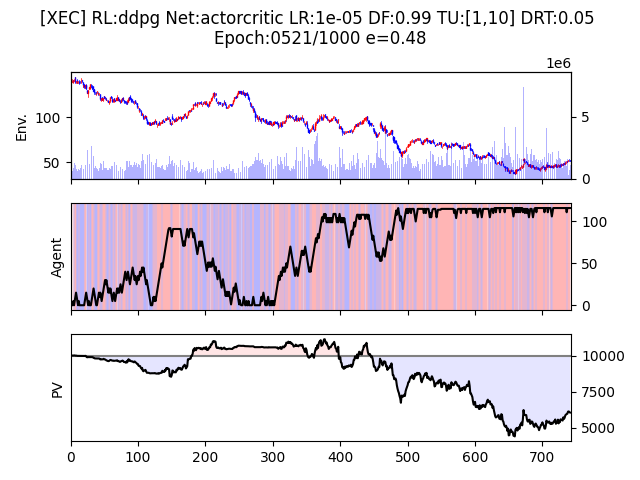 [XEC] RL:ddpg Net:actorcritic LR:1e-05 DF:0.99 TU:[1,10] DRT:0.05
Epoch:0521/1000 e=0.48
1e6
Env.
100
50
5
0
Agent
100
50
0
PV
10000
7500
5000
0 100 200 300 400 500 600 700